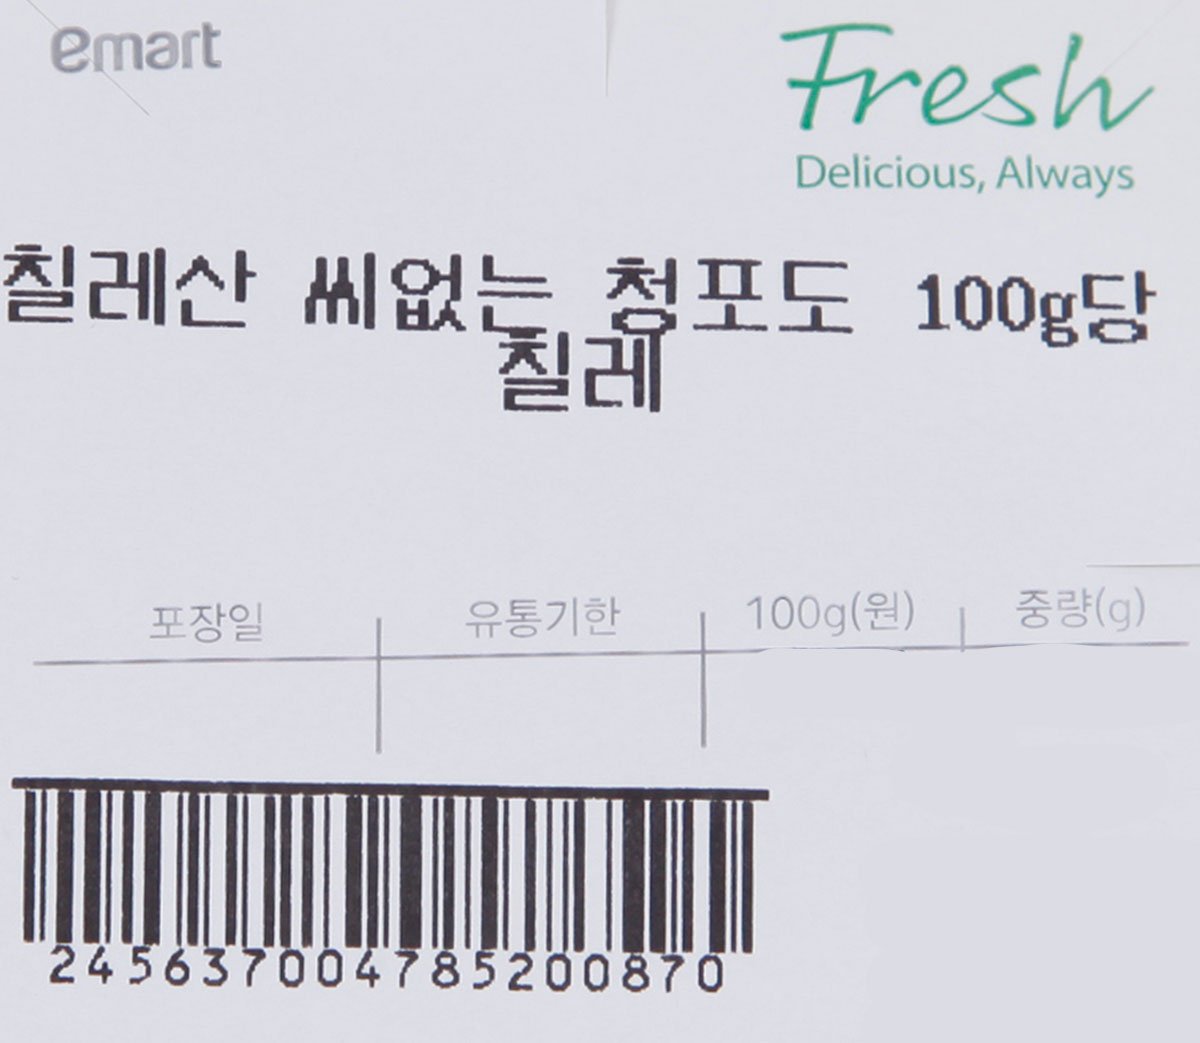 emart
Fresh
Delicious, Always
칠레산 씨없는 청포도 100g당
칠레
포장일 유통기한 100g(원) 중량(g)
245637004785200870